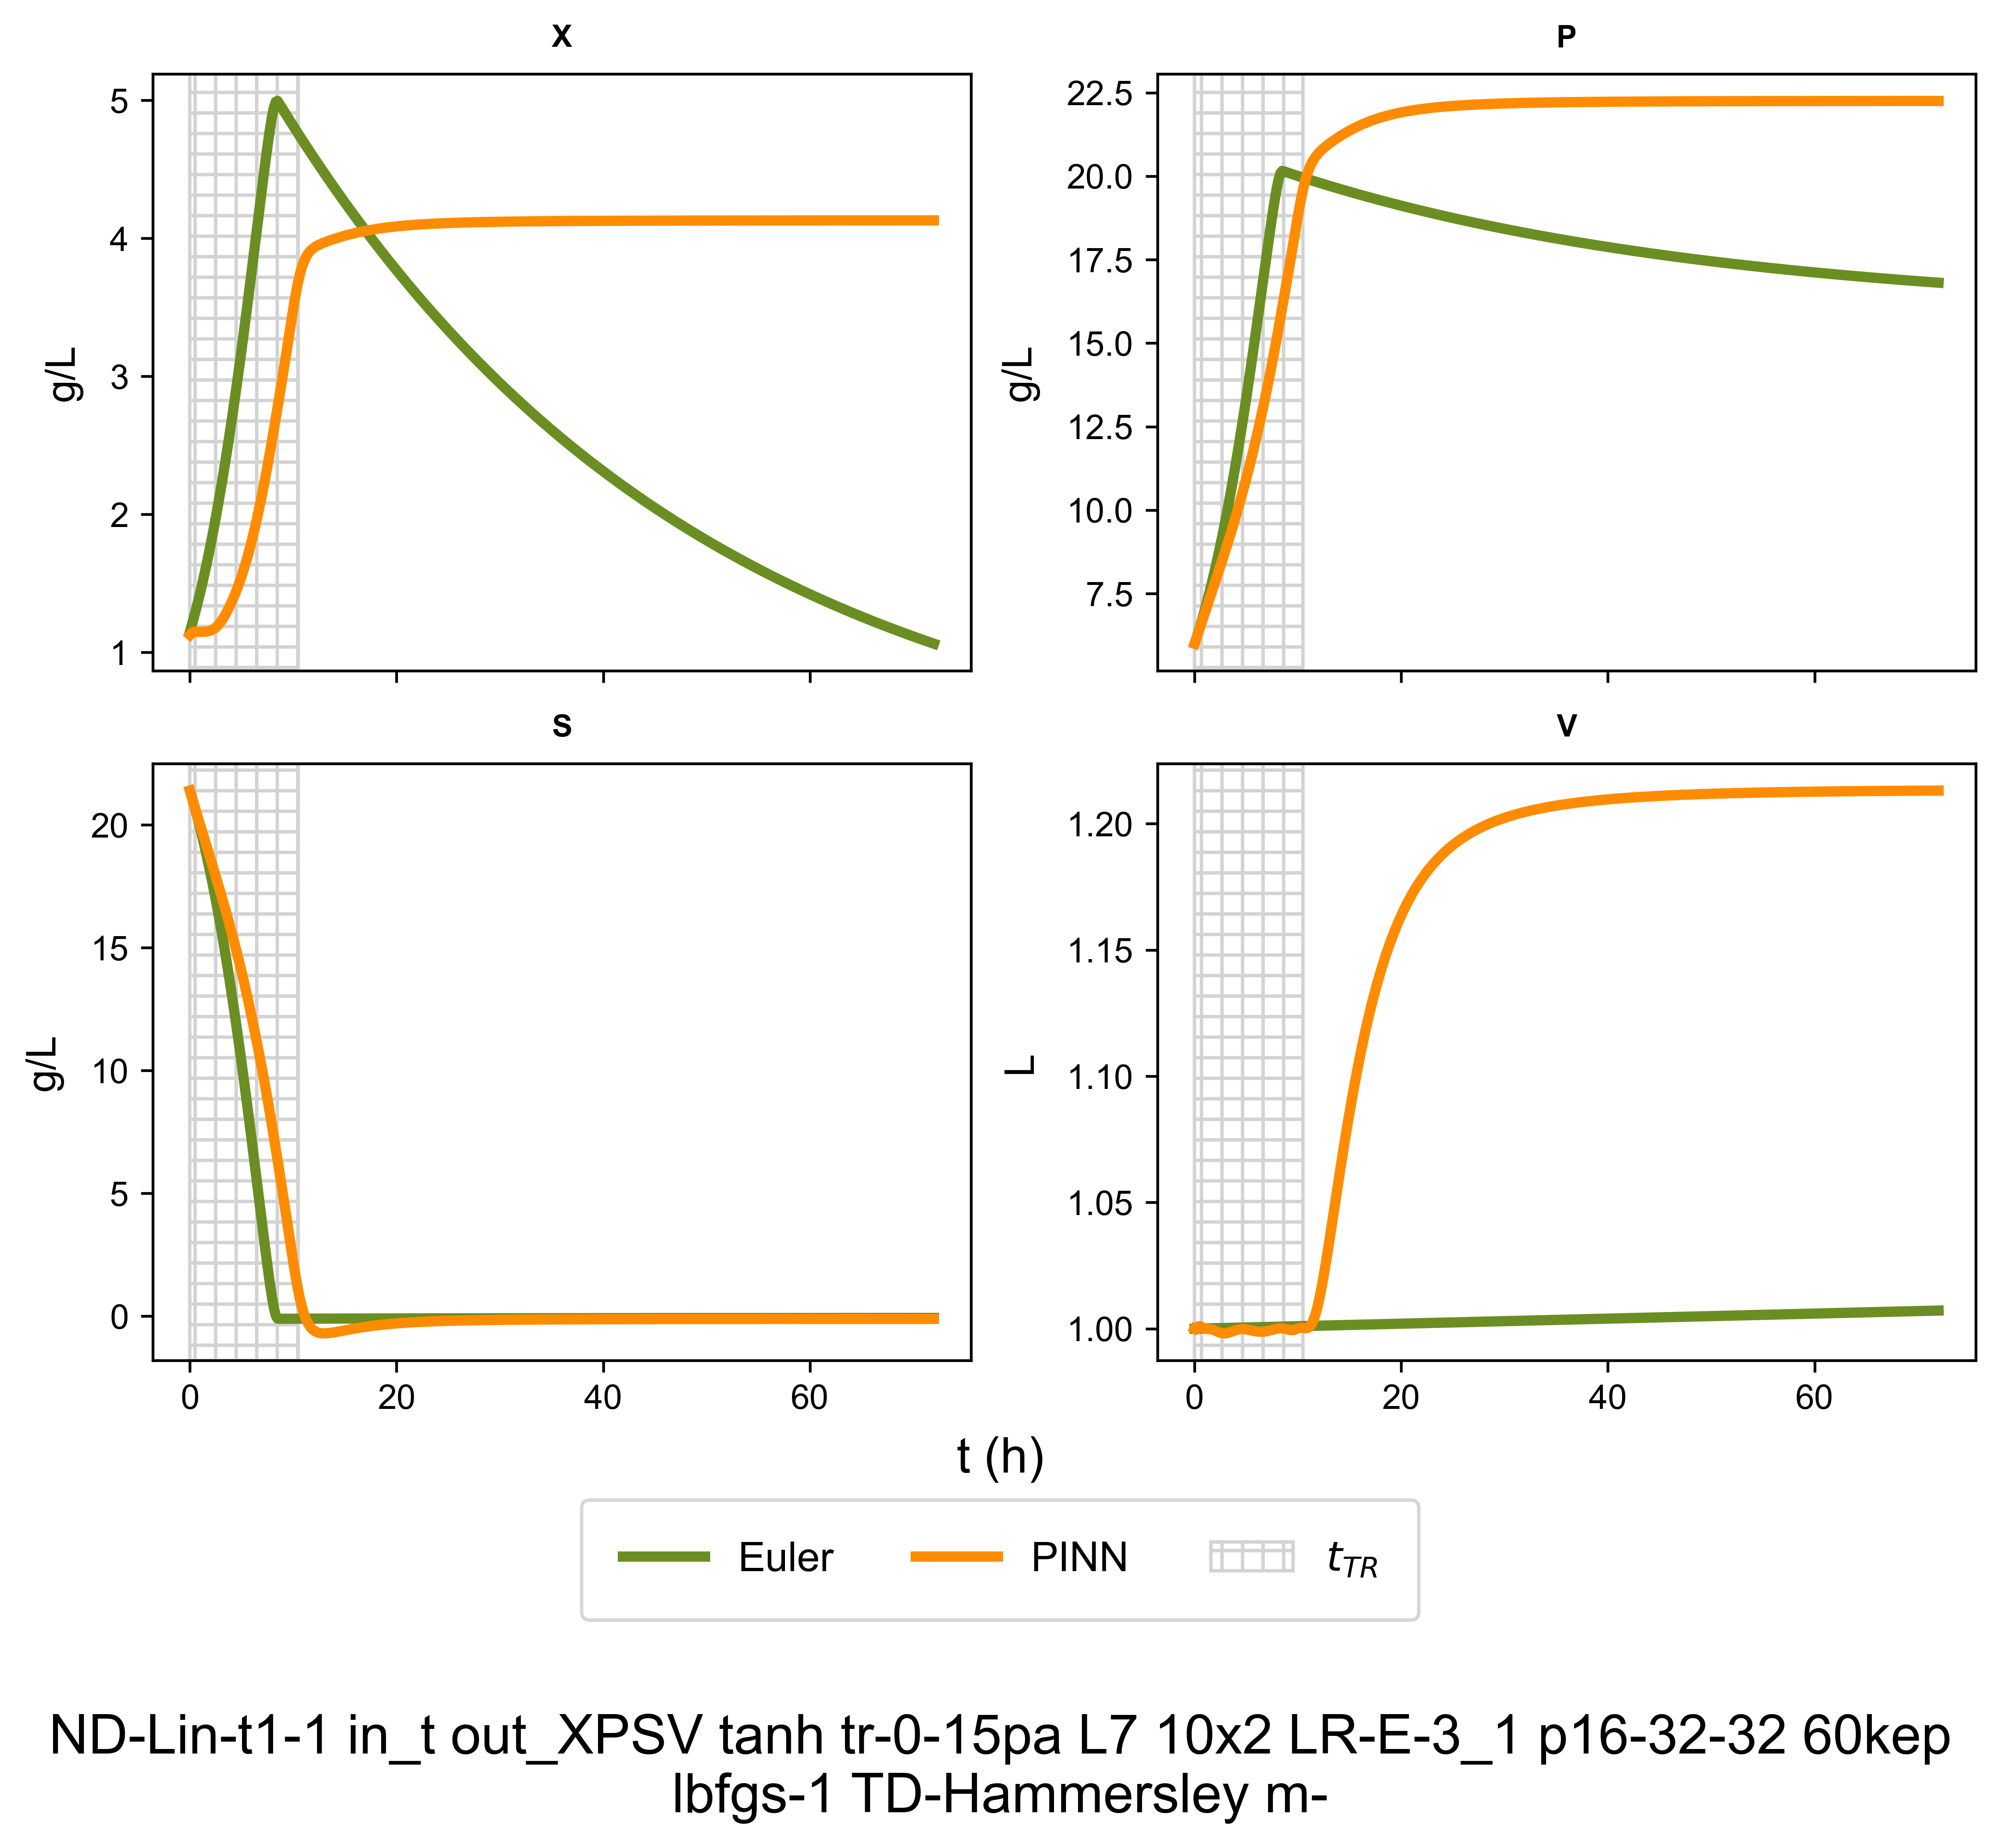 X
P
5
4
3
2
1
g/L
22.5
20.0
17.5
15.0
12.5
10.0
7.5
g/L
S
V
20
15
10
5
0
g/L
1.20
1.15
1.10
1.05
1.00
L
0 20 40 60
0 20 40 60
t (h)
Euler PINN t_TR
ND-Lin-t1-1 in_t out_XPSV tanh tr-0-15pa L7 10x2 LR-E-3_1 p16-32-32 60kep
lbfgs-1 TD-Hammersley m-